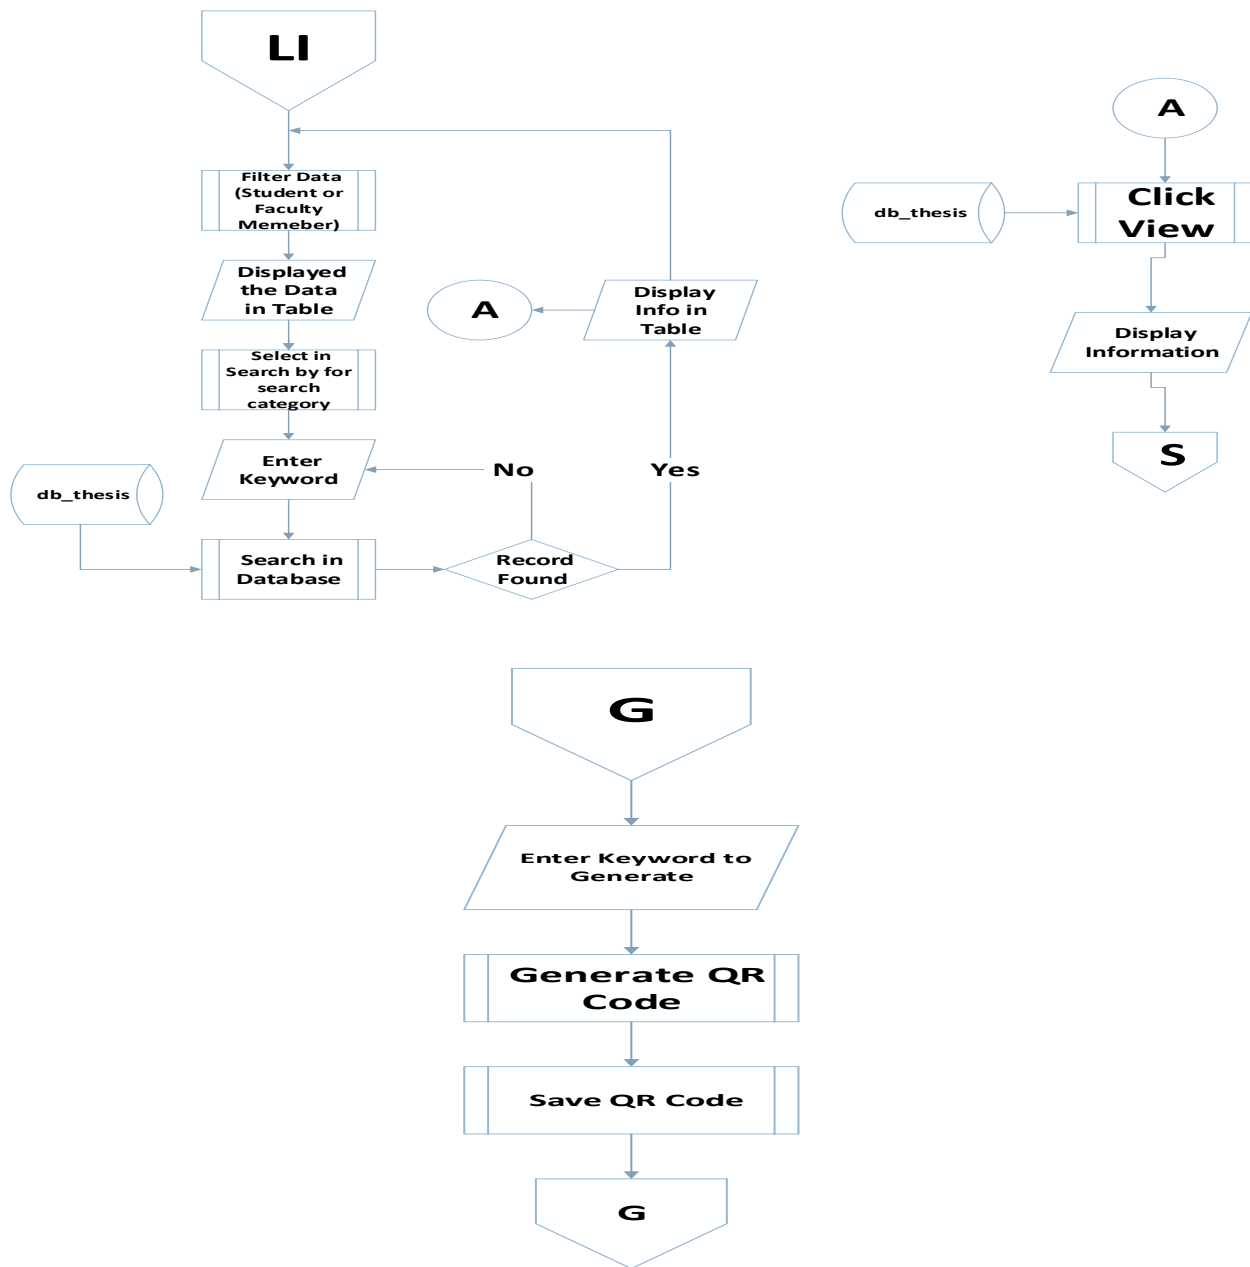 LI
Filter Data
(Student or
Faculty
Memeber)
Displayed
the Data
in Table
Select in
Search by for
search
category
Enter
Keyword
db_thesis
Search in
Database
Record
Found
No
Yes
Display
Info in
Table
A
A
db_thesis
Click
View
Display
Information
S
G
Enter Keyword to
Generate
Generate QR
Code
Save QR Code
G